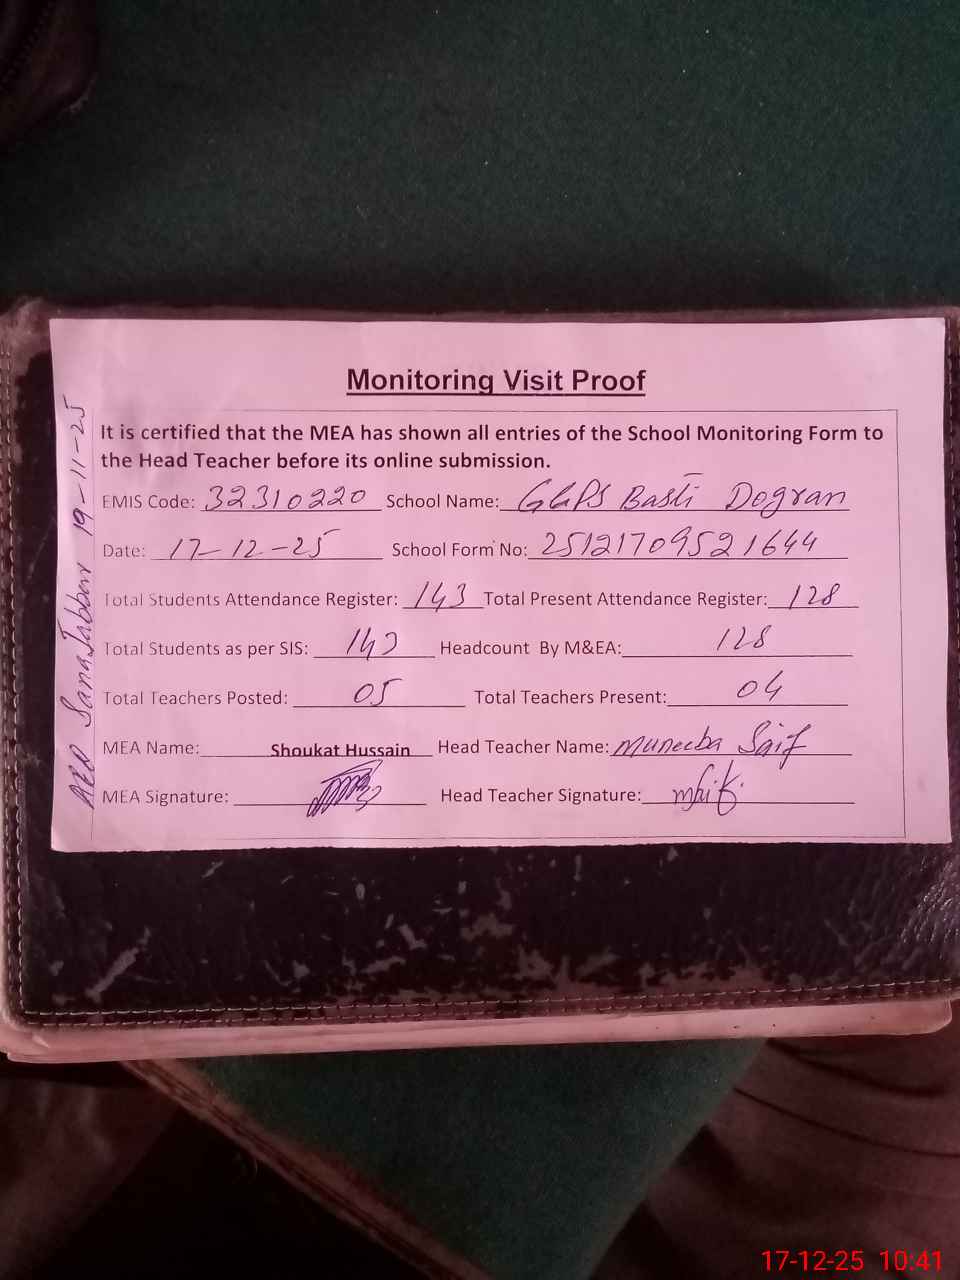 Monitoring Visit Proof
It is certified that the MEA has shown all entries of the School Monitoring Form to
the Head Teacher before its online submission.
EMIS Code: 32310220 School Name: GGPS Basti Dogran
Date: 17-12-25 School Form No: 25121709521644
Total Students Attendance Register: 143 Total Present Attendance Register: 128
Total Students as per SIS: 143 Headcount By M&EA: 128
Total Teachers Posted: 05 Total Teachers Present: 04
MEA Name: Shoukat Hussain Head Teacher Name: Muneeba Saif
MEA Signature: Head Teacher Signature:
AEO Sana Jabbar 19-11-25
17-12-25 10:41